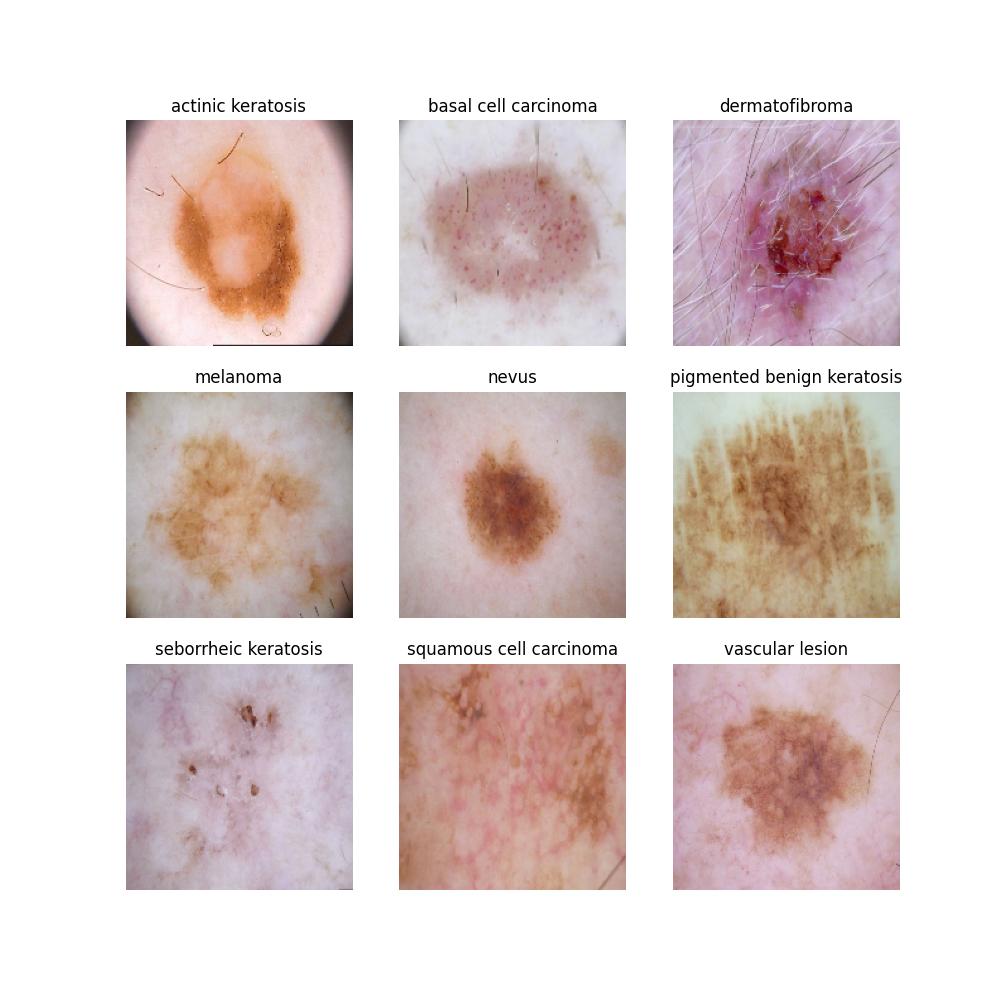 actinic keratosis
basal cell carcinoma
dermatofibroma
melanoma
nevus
pigmented benign keratosis
seborrheic keratosis
squamous cell carcinoma
vascular lesion